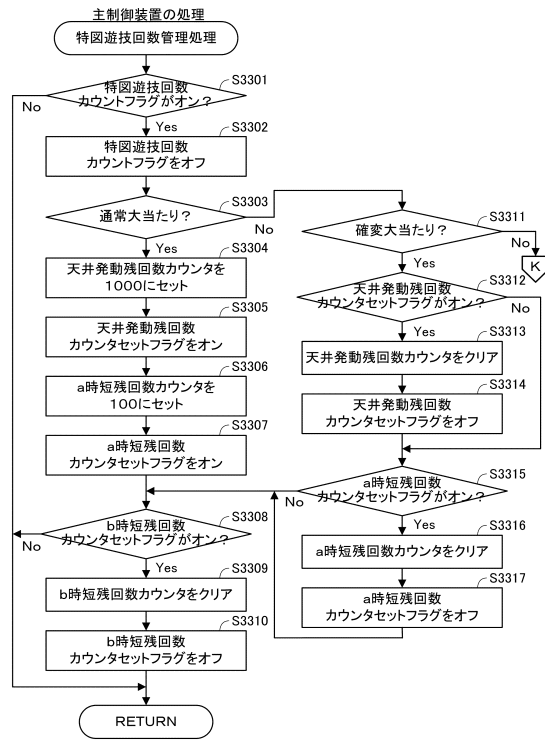 主制御装置の処理
特図遊技回数管理処理
S3301
特図遊技回数
カウントフラグがオン？
No
Yes
S3302
特図遊技回数
カウントフラグをオフ
S3303
通常大当たり？
No
Yes
S3304
天井発動残回数カウンタを
1000にセット
S3305
天井発動残回数
カウンタセットフラグをオン
S3306
a時短残回数カウンタを
100にセット
S3307
a時短残回数
カウンタセットフラグをオン
S3308
b時短残回数
カウンタセットフラグがオン？
No
Yes
S3309
b時短残回数カウンタをクリア
S3310
b時短残回数
カウンタセットフラグをオフ
RETURN
S3311
確変大当たり？
No
K
Yes
S3312
天井発動残回数
カウンタセットフラグがオン？
No
Yes
S3313
天井発動残回数カウンタをクリア
S3314
天井発動残回数
カウンタセットフラグをオフ
S3315
a時短残回数
カウンタセットフラグがオン？
No
Yes
S3316
a時短残回数カウンタをクリア
S3317
a時短残回数
カウンタセットフラグをオフ